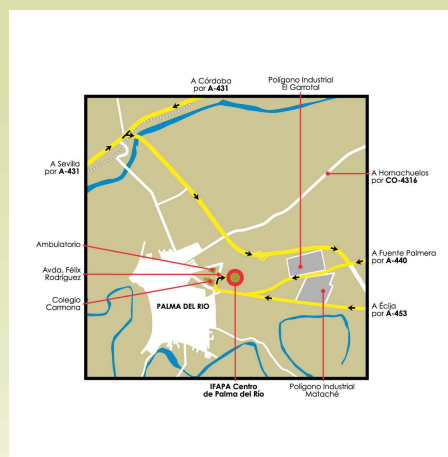 A Córdoba
por A-431
Polígono Industrial
El Garrotal
A Sevilla
por A-431
A Hornachuelos
por CO-4316
Ambulatorio
Avda. Félix
Rodríguez
Colegio
Carmona
PALMA DEL RIO
A Fuente Palmera
por A-440
A Écija
por A-453
IFAPA Centro
de Palma del Río
Polígono Industrial
Mataché